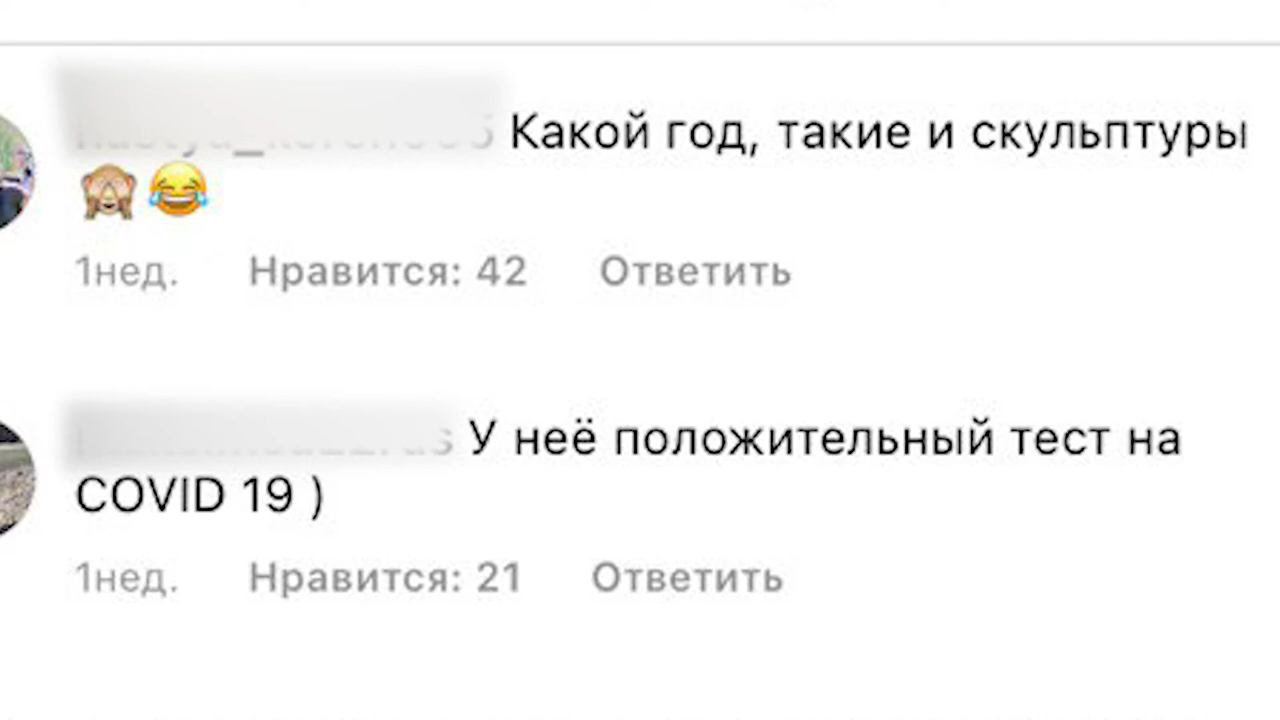 Какой год, такие и скульптуры
🙈😂
1нед. Нравится: 42 Ответить
У неё положительный тест на
COVID 19 )
1нед. Нравится: 21 Ответить